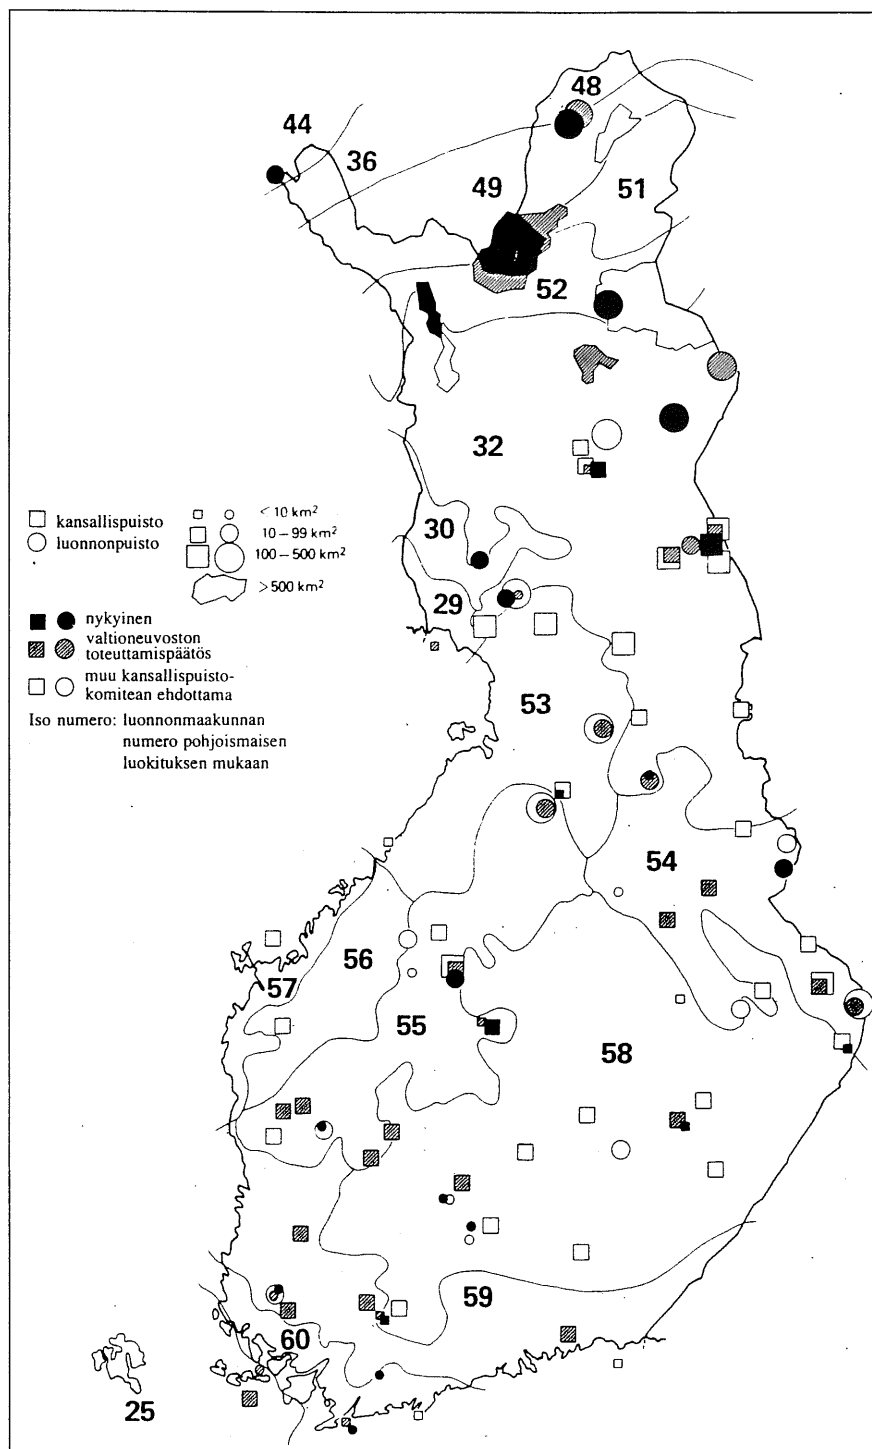 48
44
36
49
51
52
32
kansallispuisto
luonnonpuisto
< 10 km²
10 – 99 km²
100 – 500 km²
> 500 km²
nykyinen
valtioneuvoston
toteuttamispäätös
muu kansallispuisto-
komitean ehdottama
Iso numero: luonnonmaakunnan
numero pohjoismaisen
luokituksen mukaan
30
29
53
54
56
57
55
58
59
60
25